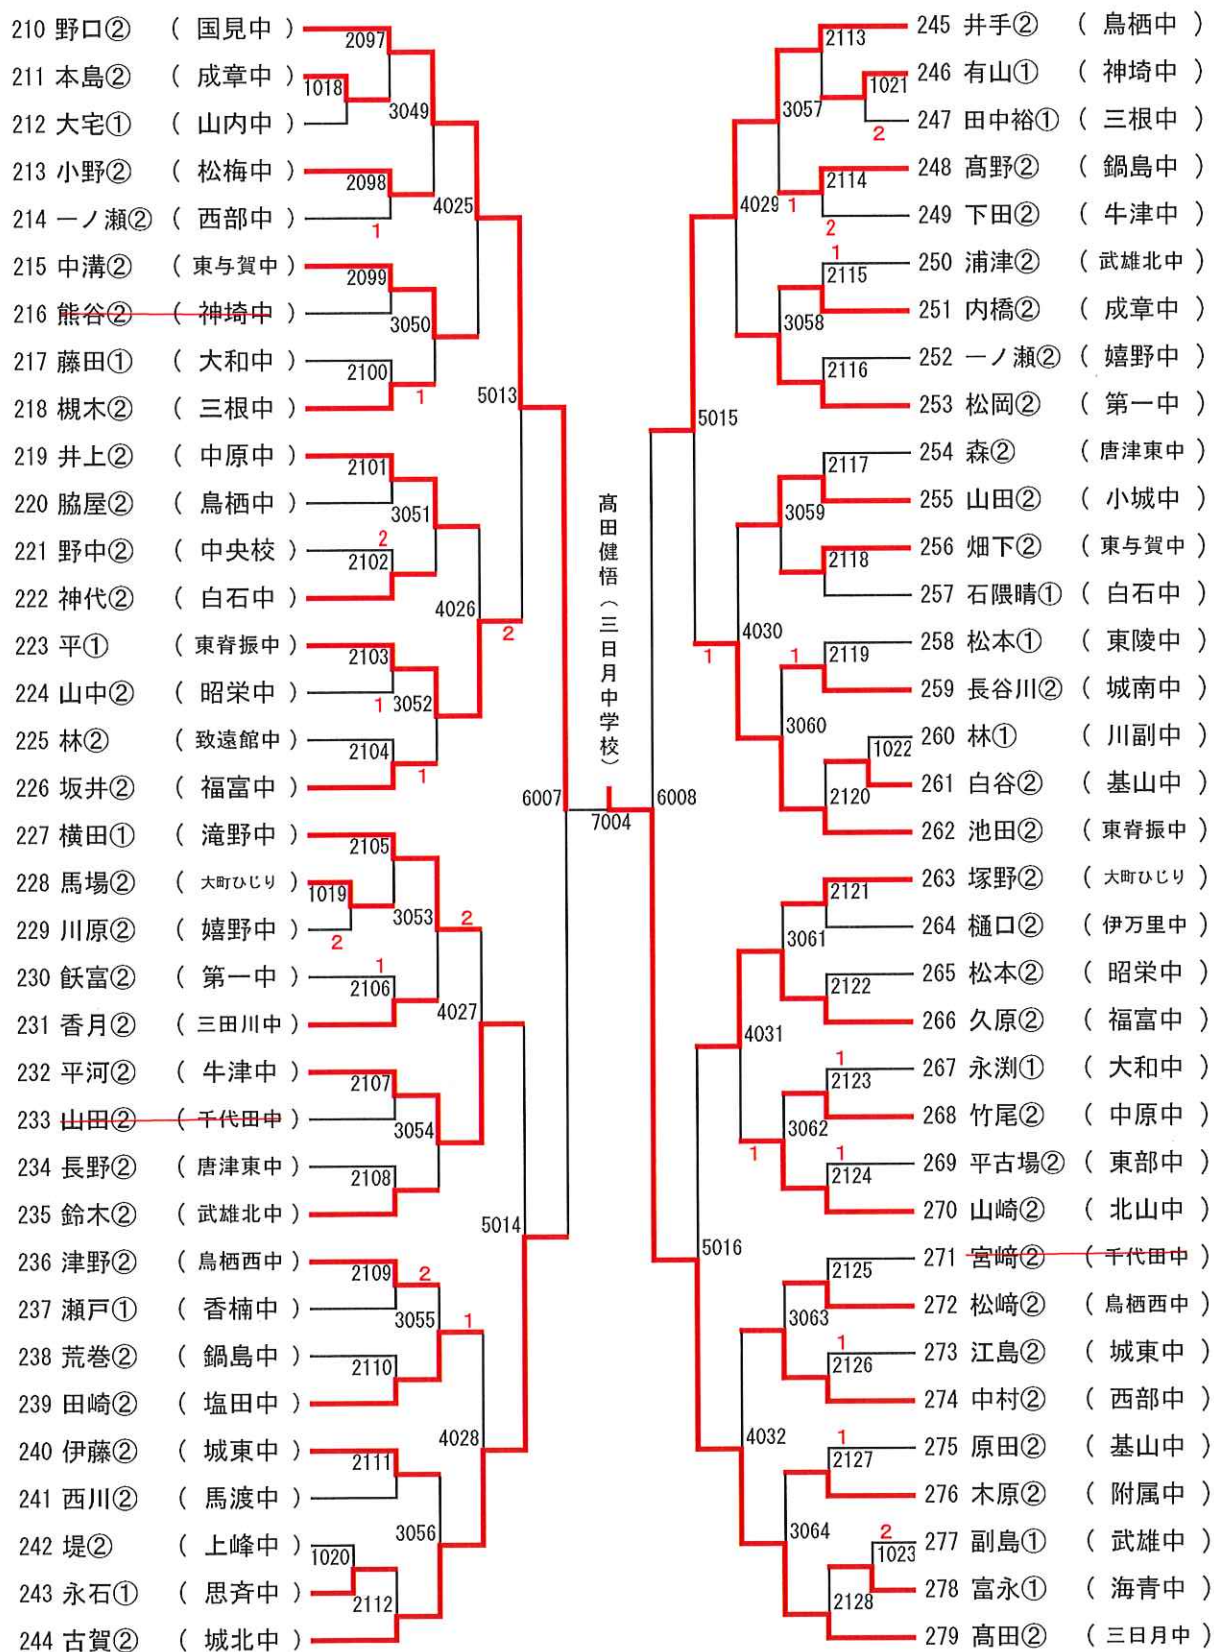 210 野口② ( 国見中 )
211 本島② ( 成章中 )
212 大宅① ( 山内中 )
213 小野② ( 松梅中 )
214 一ノ瀬② ( 西部中 )
215 中溝② ( 東与賀中 )
216 熊谷② ( 神埼中 )
217 藤田① ( 大和中 )
218 槻木② ( 三根中 )
219 井上② ( 中原中 )
220 脇屋② ( 鳥栖中 )
221 野中② ( 中央校 )
222 神代② ( 白石中 )
223 平① ( 東脊振中 )
224 山中② ( 昭栄中 )
225 林② ( 致遠館中 )
226 坂井② ( 福富中 )
227 横田① ( 滝野中 )
228 馬場② ( 大町ひじり )
229 川原② ( 嬉野中 )
230 飫富② ( 第一中 )
231 香月② ( 三田川中 )
232 平河② ( 牛津中 )
233 山田② ( 千代田中 )
234 長野② ( 唐津東中 )
235 鈴木② ( 武雄北中 )
236 津野② ( 鳥栖西中 )
237 瀬戸① ( 香楠中 )
238 荒巻② ( 鍋島中 )
239 田崎② ( 塩田中 )
240 伊藤② ( 城東中 )
241 西川② ( 馬渡中 )
242 堤② ( 上峰中 )
243 永石① ( 思斉中 )
244 古賀② ( 城北中 )
2097
1018
3049
2098
1
4025
2099
3050
2100
1
5013
2101
3051
2
2102
4026
2
2103
1
3052
2104
1
6007
2105
1019
2
3053
2
1
2106
4027
2107
3054
2108
5014
2109
2
3055
1
2110
4028
2111
3056
1020
2112
髙田健悟(三日月中学校)
7004
6008
2113
1021
2
3057
2114
1
2
4029
1
2115
3058
2116
5015
2117
3059
2118
4030
1
1
2119
3060
1022
2120
2121
3061
2122
4031
1
2123
3062
1
1
2124
5016
2125
3063
1
2126
4032
1
2127
3064
2
1023
2128
245 井手② ( 鳥栖中 )
246 有山① ( 神埼中 )
247 田中裕① ( 三根中 )
248 髙野② ( 鍋島中 )
249 下田② ( 牛津中 )
250 浦津② ( 武雄北中 )
251 内橋② ( 成章中 )
252 一ノ瀬② ( 嬉野中 )
253 松岡② ( 第一中 )
254 森② ( 唐津東中 )
255 山田② ( 小城中 )
256 畑下② ( 東与賀中 )
257 石隈晴① ( 白石中 )
258 松本① ( 東陵中 )
259 長谷川② ( 城南中 )
260 林① ( 川副中 )
261 白谷② ( 基山中 )
262 池田② ( 東脊振中 )
263 塚野② ( 大町ひじり )
264 樋口② ( 伊万里中 )
265 松本② ( 昭栄中 )
266 久原② ( 福富中 )
267 永渕① ( 大和中 )
268 竹尾② ( 中原中 )
269 平古場② ( 東部中 )
270 山崎② ( 北山中 )
271 宮﨑② ( 千代田中 )
272 松﨑② ( 鳥栖西中 )
273 江島② ( 城東中 )
274 中村② ( 西部中 )
275 原田② ( 基山中 )
276 木原② ( 附属中 )
277 副島① ( 武雄中 )
278 富永① ( 海青中 )
279 髙田② ( 三日月中 )